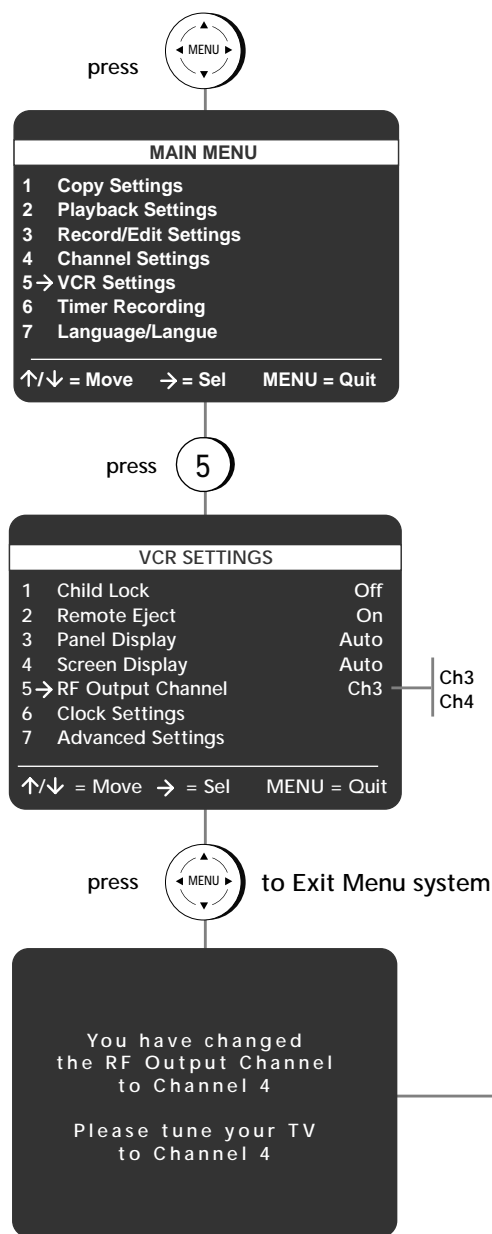 press MENU
MAIN MENU
1 Copy Settings
2 Playback Settings
3 Record/Edit Settings
4 Channel Settings
5→ VCR Settings
6 Timer Recording
7 Language/Langue
↑/↓ = Move → = Sel MENU = Quit
press 5
VCR SETTINGS
1 Child Lock Off
2 Remote Eject On
3 Panel Display Auto
4 Screen Display Auto
5→ RF Output Channel Ch3
Ch3
Ch4
6 Clock Settings
7 Advanced Settings
↑/↓ = Move → = Sel MENU = Quit
press MENU to Exit Menu system
You have changed
the RF Output Channel
to Channel 4
Please tune your TV
to Channel 4